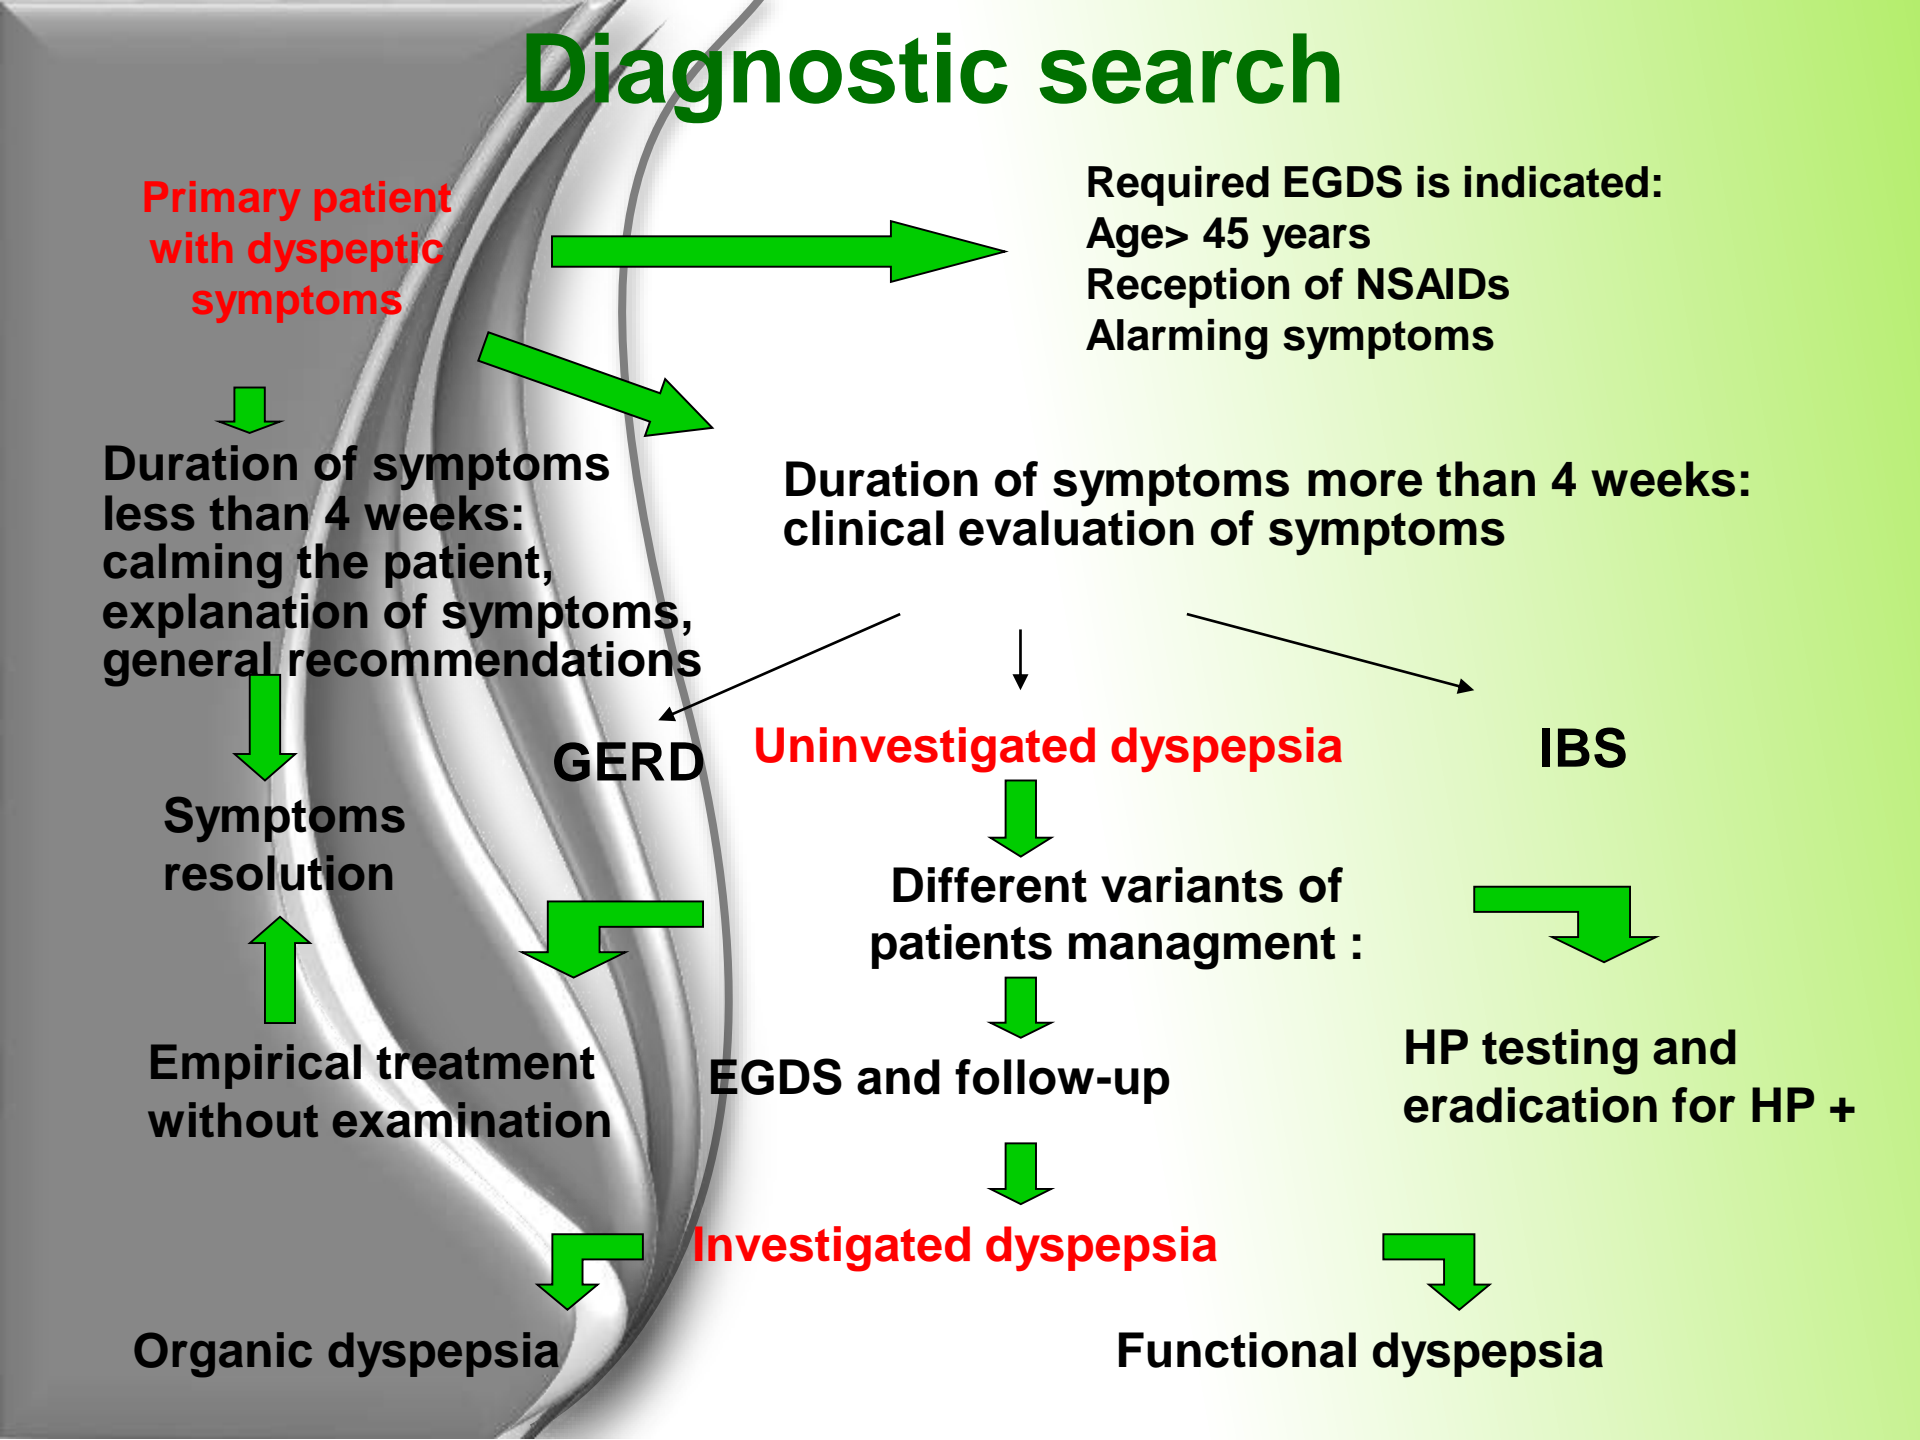 Diagnostic search
Primary patient
with dyspeptic
symptoms
Required EGDS is indicated:
Age> 45 years
Reception of NSAIDs
Alarming symptoms
Duration of symptoms
less than 4 weeks:
calming the patient,
explanation of symptoms,
general recommendations
Duration of symptoms more than 4 weeks:
clinical evaluation of symptoms
GERD
Uninvestigated dyspepsia
IBS
Symptoms
resolution
Different variants of
patients managment :
Empirical treatment
without examination
EGDS and follow-up
HP testing and
eradication for HP +
Investigated dyspepsia
Organic dyspepsia
Functional dyspepsia